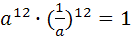 a¹² · (1/a)¹² = 1